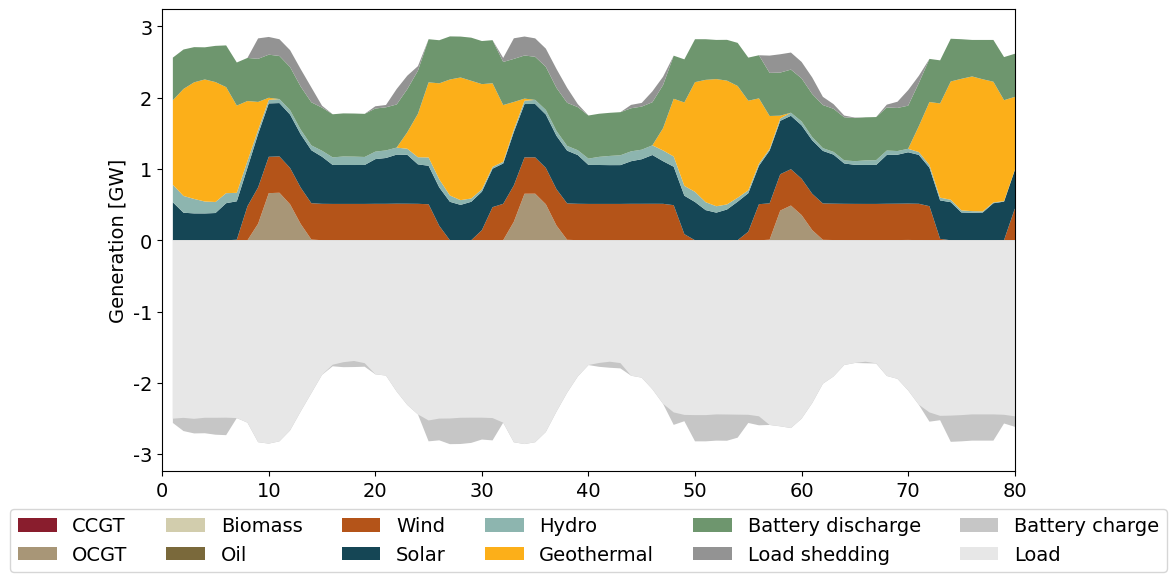 3
2
1
0
-1
-2
-3
Generation [GW]
0 10 20 30 40 50 60 70 80
CCGT Biomass Wind Hydro Battery discharge Battery charge
OCGT Oil Solar Geothermal Load shedding Load